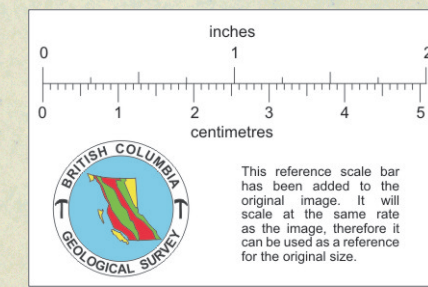 inches
0 1 2
0 1 2 3 4 5
centimetres
BRITISH COLUMBIA
GEOLOGICAL SURVEY
This reference scale bar
has been added to the
original image. It will
scale at the same rate
as the image, therefore it
can be used as a reference
for the original size.